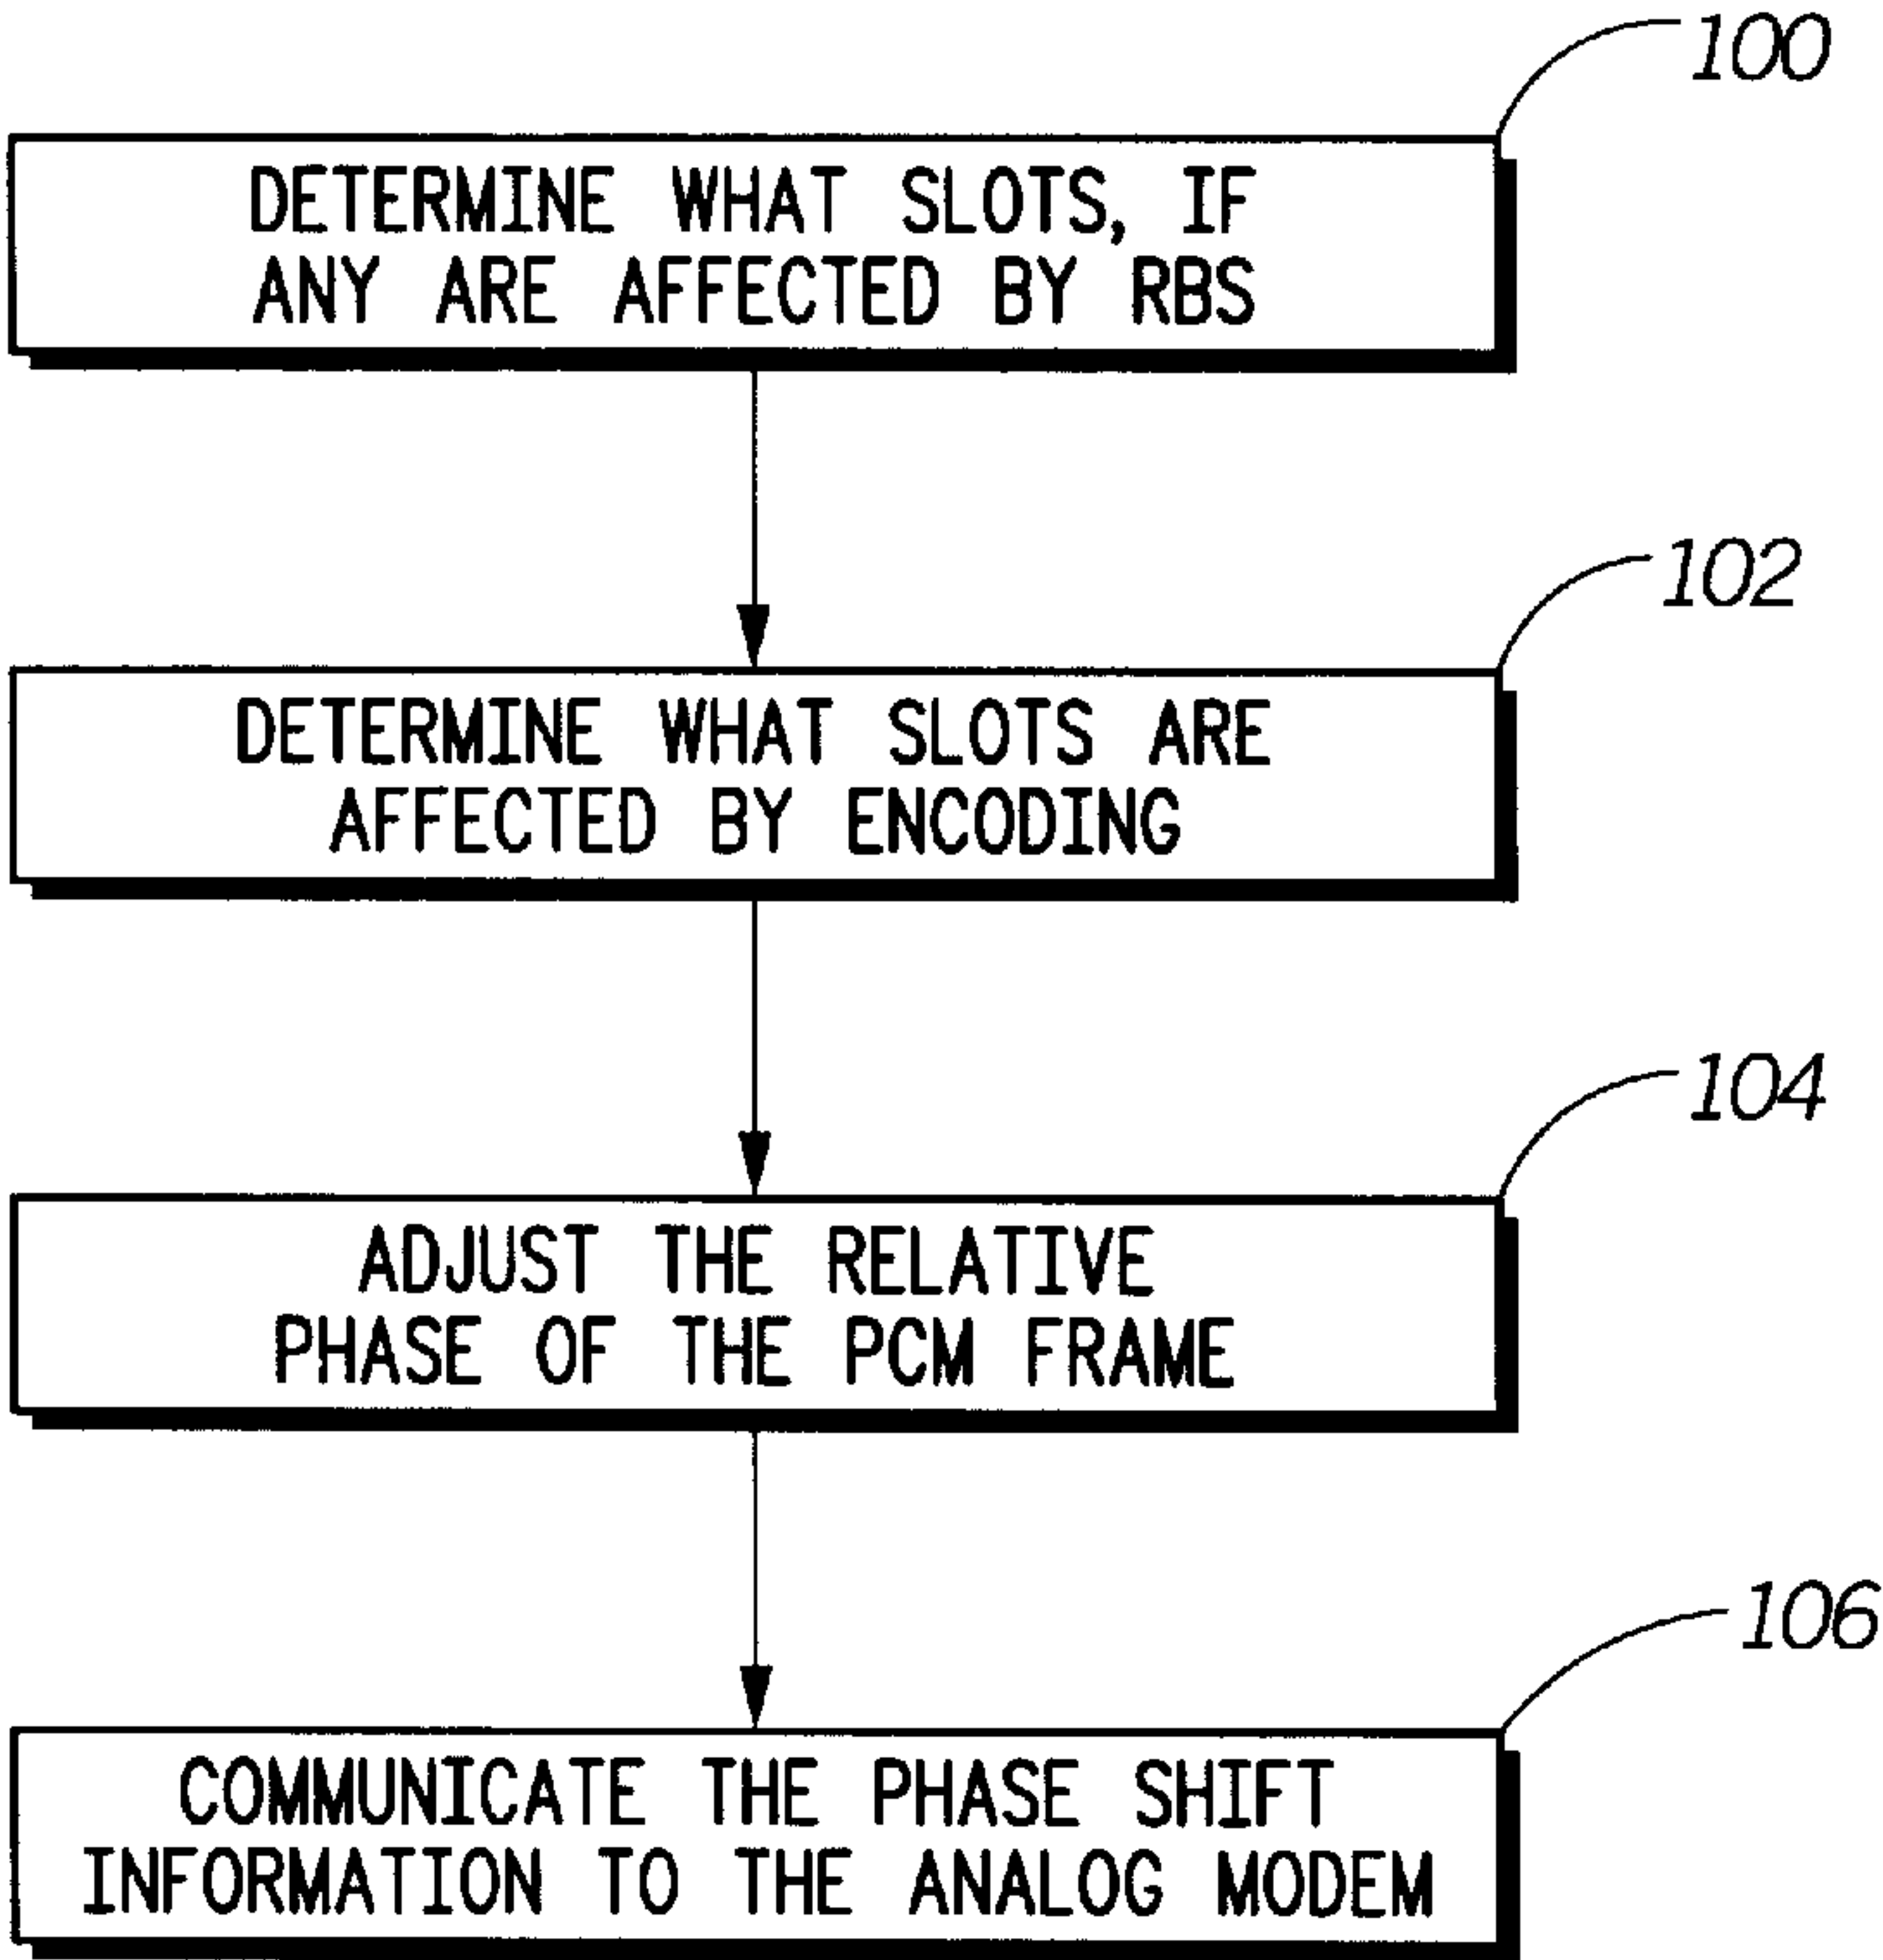 100
DETERMINE WHAT SLOTS, IF
ANY ARE AFFECTED BY RBS
102
DETERMINE WHAT SLOTS ARE
AFFECTED BY ENCODING
104
ADJUST THE RELATIVE
PHASE OF THE PCM FRAME
106
COMMUNICATE THE PHASE SHIFT
INFORMATION TO THE ANALOG MODEM